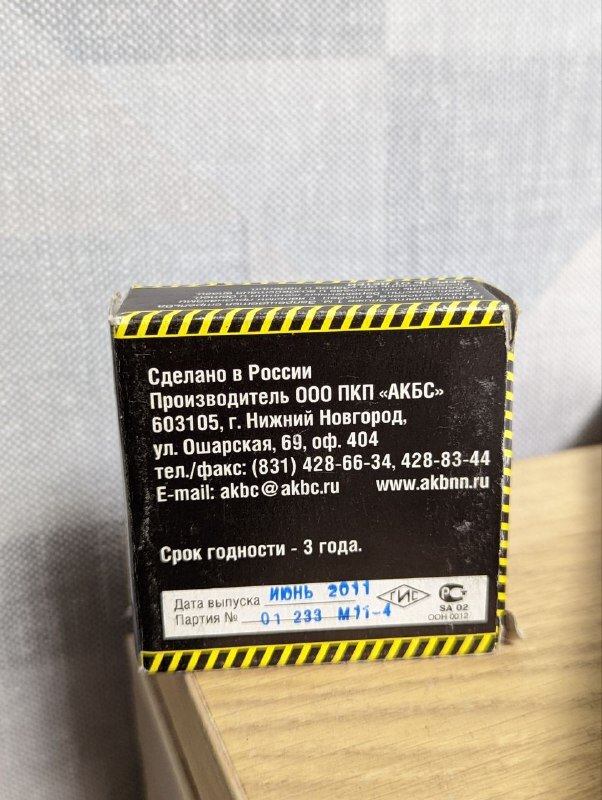 Сделано в России
Производитель ООО ПКП «АКБС»
603105, г. Нижний Новгород,
ул. Ошарская, 69, оф. 404
тел./факс: (831) 428-66-34, 428-83-44
E-mail: akbc@akbc.ru www.akbnn.ru
Срок годности - 3 года.
Дата выпуска ИЮНЬ 2011
Партия № 01 233 М11-4
ГИС
SA 02
ООН 0012